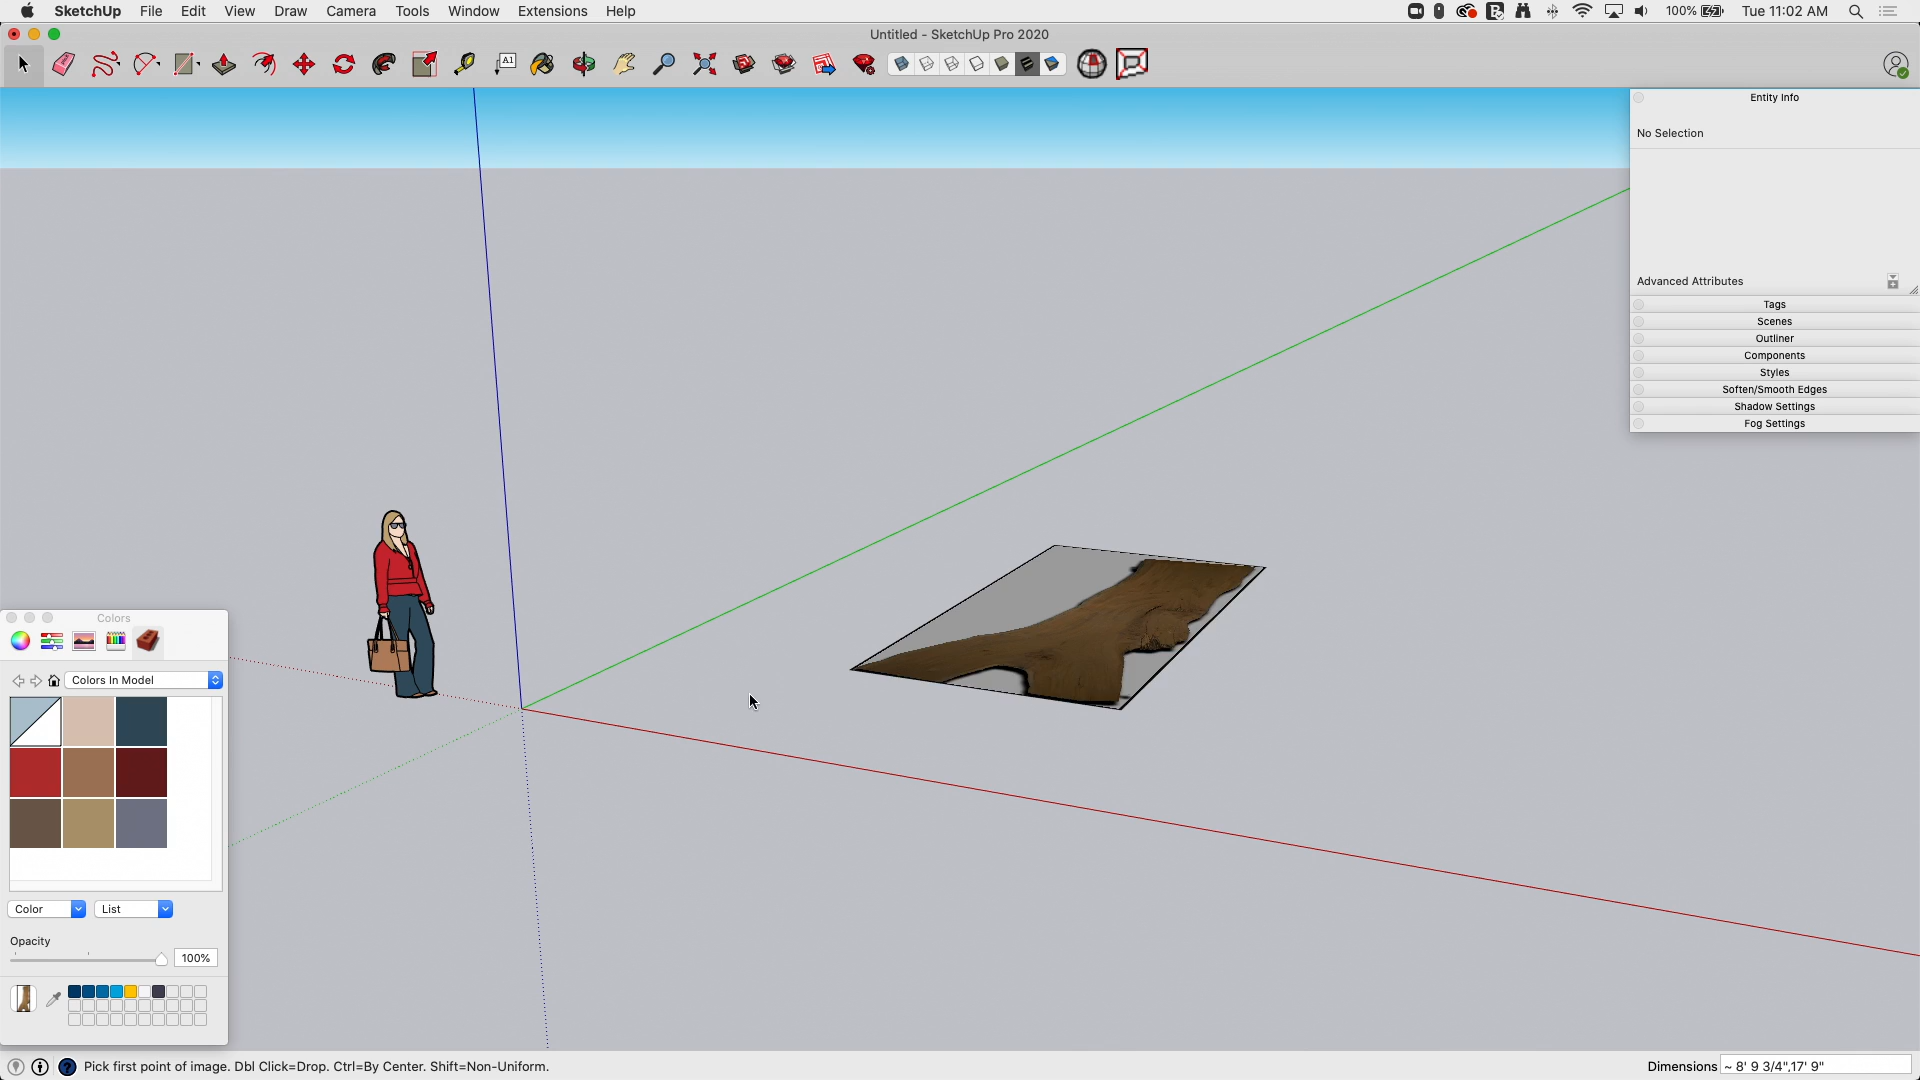 SketchUp File Edit View Draw Camera Tools Window Extensions Help
100% Tue 11:02 AM
Untitled - SketchUp Pro 2020
A1
Entity Info
No Selection
Advanced Attributes
Tags
Scenes
Outliner
Components
Styles
Soften/Smooth Edges
Shadow Settings
Fog Settings
Colors
Colors In Model
Color List
Opacity
100%
Pick first point of image. Dbl Click=Drop. Ctrl=By Center. Shift=Non-Uniform.
Dimensions ~ 8' 9 3/4",17' 9"